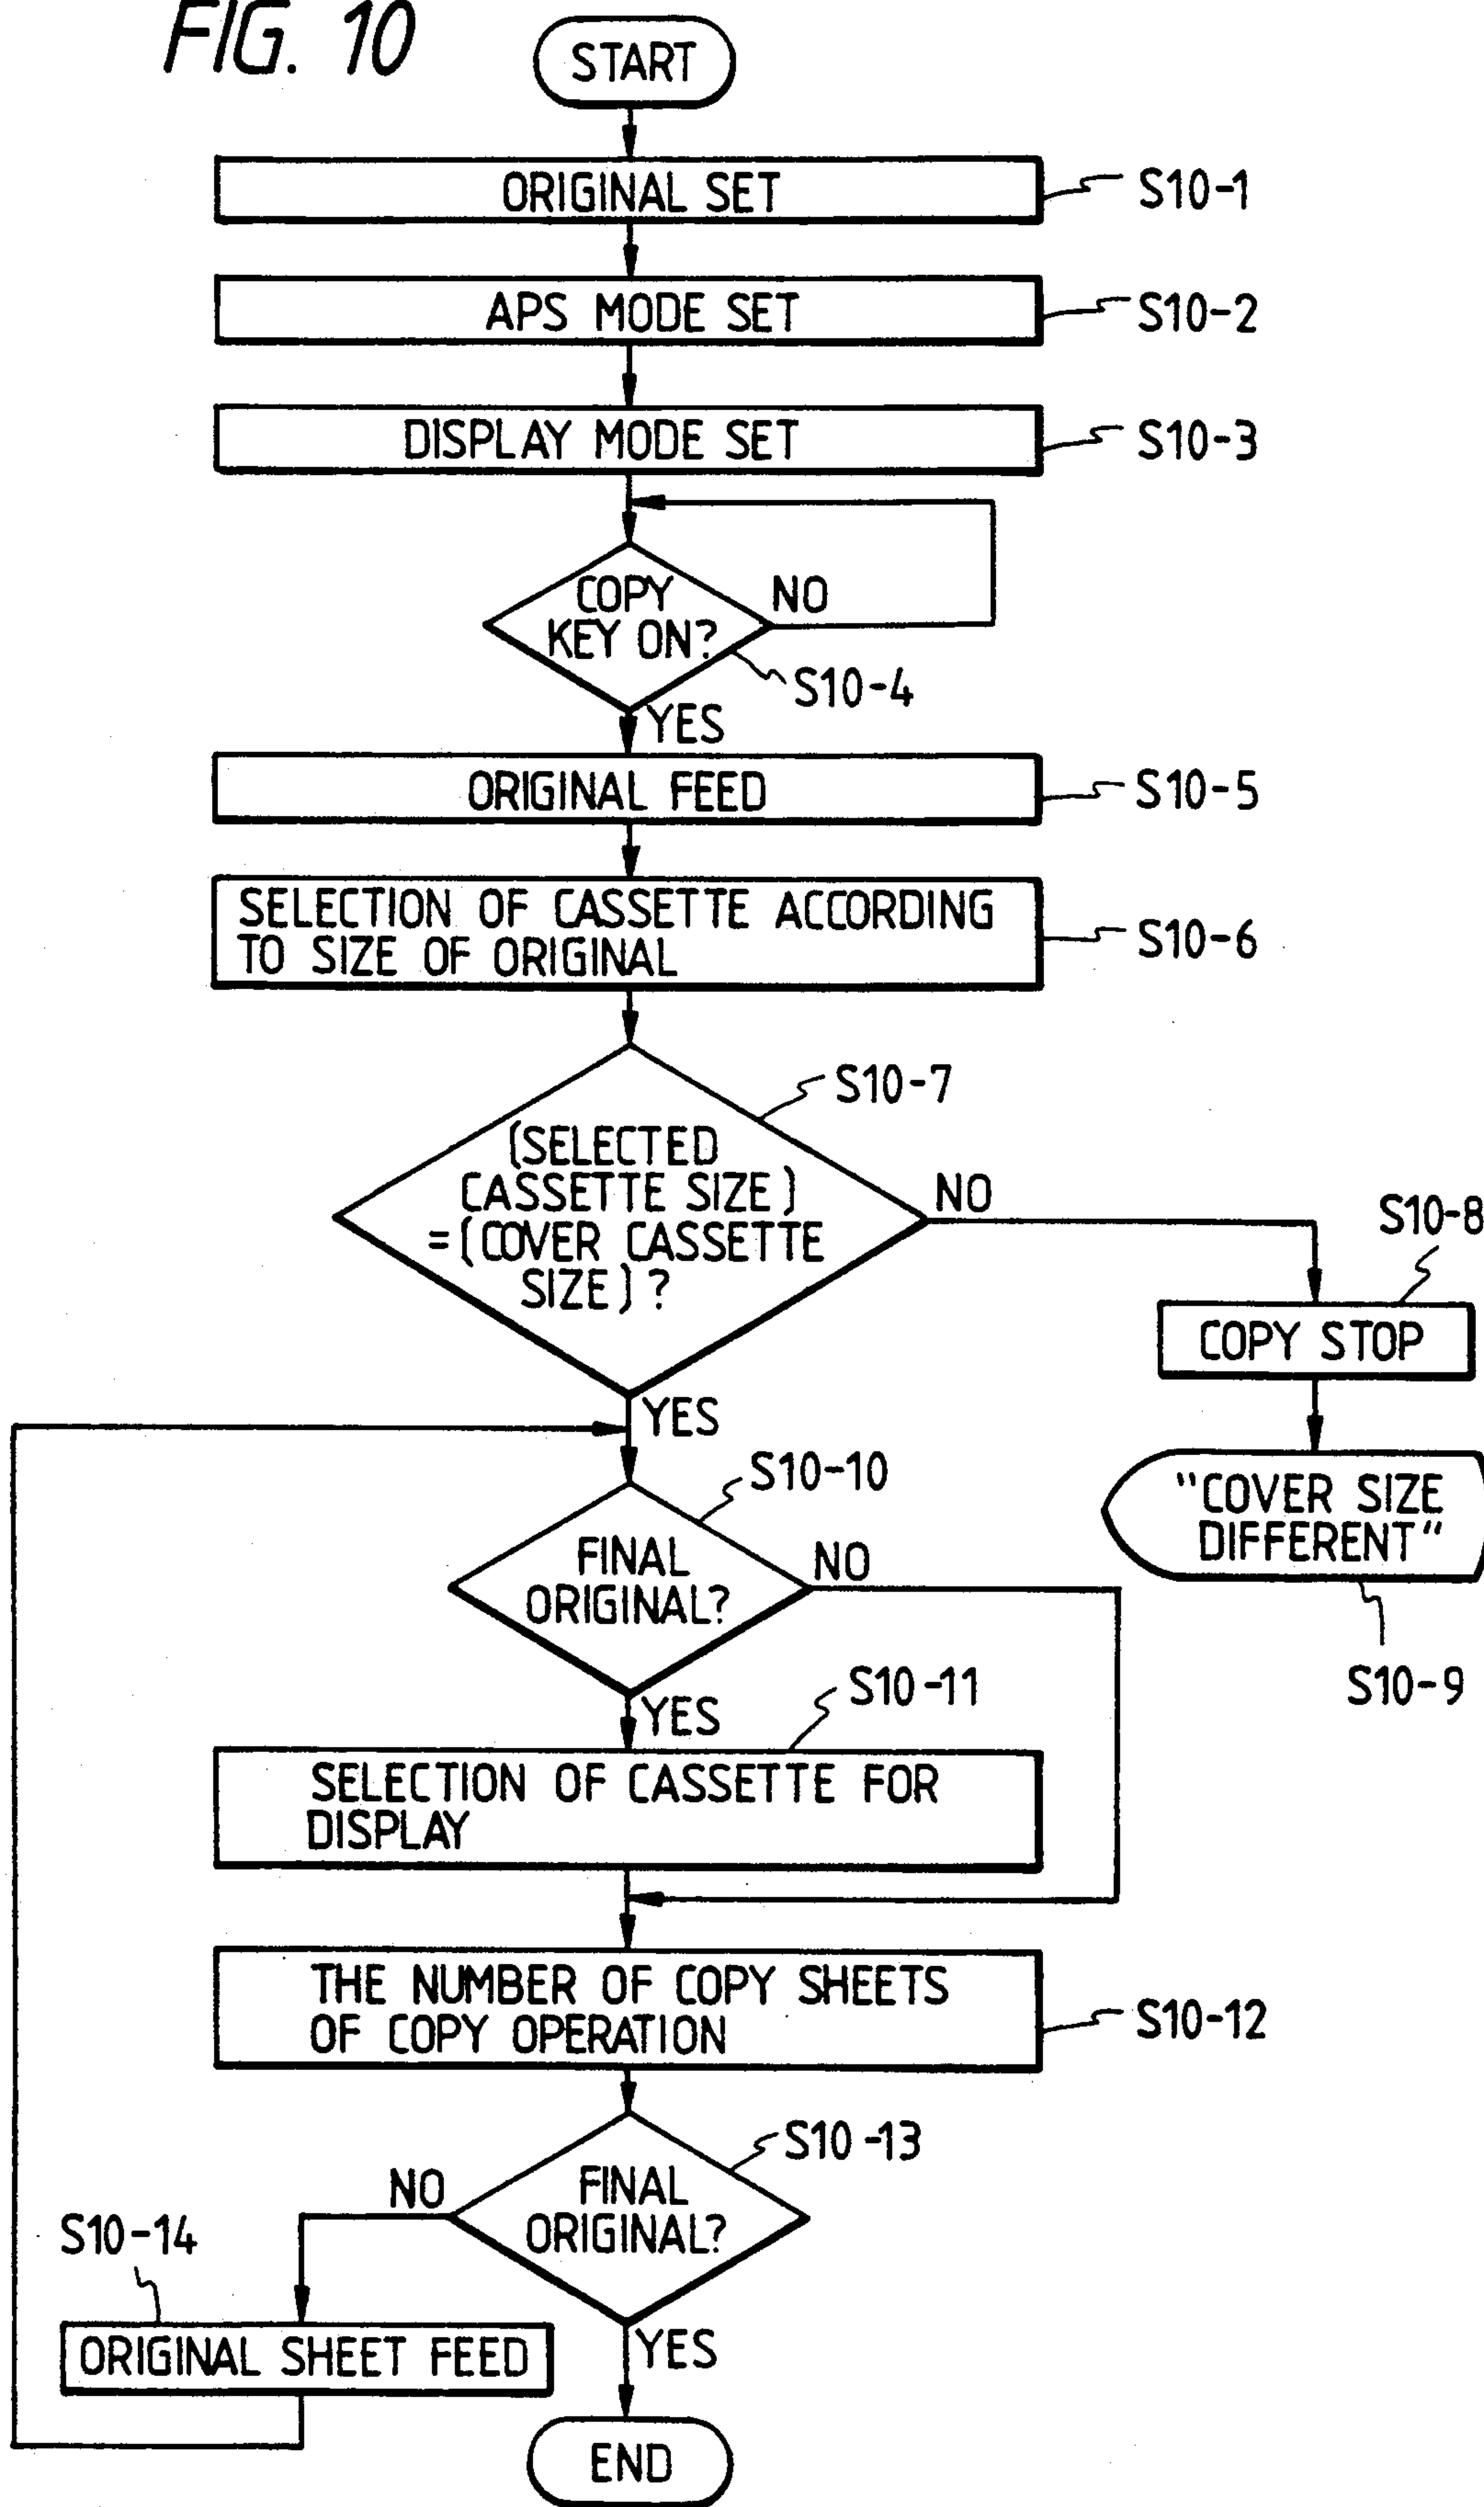 FIG. 10
START
ORIGINAL SET
S10-1
APS MODE SET
S10-2
DISPLAY MODE SET
S10-3
COPY
KEY ON?
NO
S10-4
YES
ORIGINAL FEED
S10-5
SELECTION OF CASSETTE ACCORDING
TO SIZE OF ORIGINAL
S10-6
S10-7
(SELECTED
CASSETTE SIZE)
=(COVER CASSETTE
SIZE)?
NO
S10-8
COPY STOP
YES
"COVER SIZE
DIFFERENT"
S10-9
S10-10
FINAL
ORIGINAL?
NO
YES
S10-11
SELECTION OF CASSETTE FOR
DISPLAY
THE NUMBER OF COPY SHEETS
OF COPY OPERATION
S10-12
S10-13
FINAL
ORIGINAL?
NO
S10-14
ORIGINAL SHEET FEED
YES
END